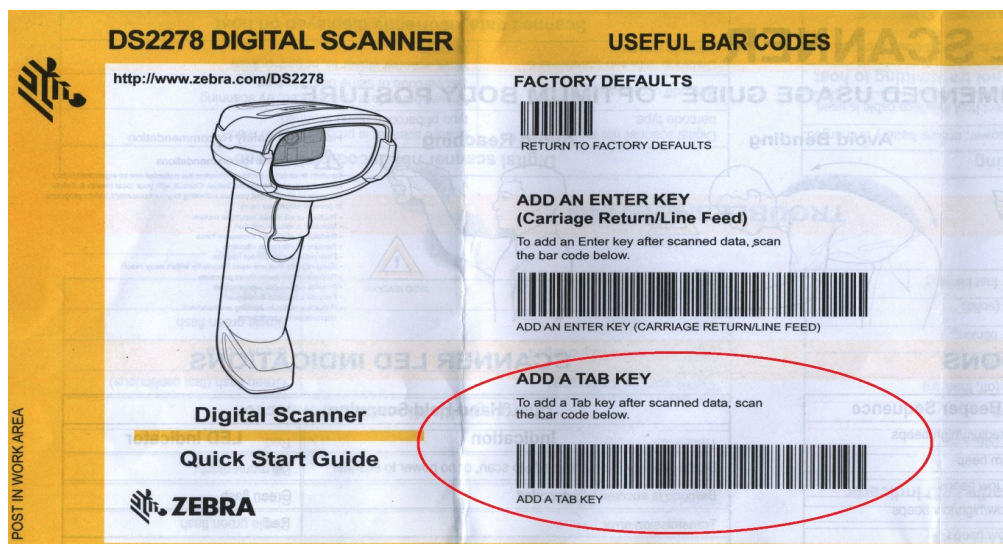 DS2278 DIGITAL SCANNER
http://www.zebra.com/DS2278
Digital Scanner
Quick Start Guide
ZEBRA
POST IN WORK AREA
USEFUL BAR CODES
FACTORY DEFAULTS
RETURN TO FACTORY DEFAULTS
ADD AN ENTER KEY
(Carriage Return/Line Feed)
To add an Enter key after scanned data, scan
the bar code below.
ADD AN ENTER KEY (CARRIAGE RETURN/LINE FEED)
ADD A TAB KEY
To add a Tab key after scanned data, scan
the bar code below.
ADD A TAB KEY